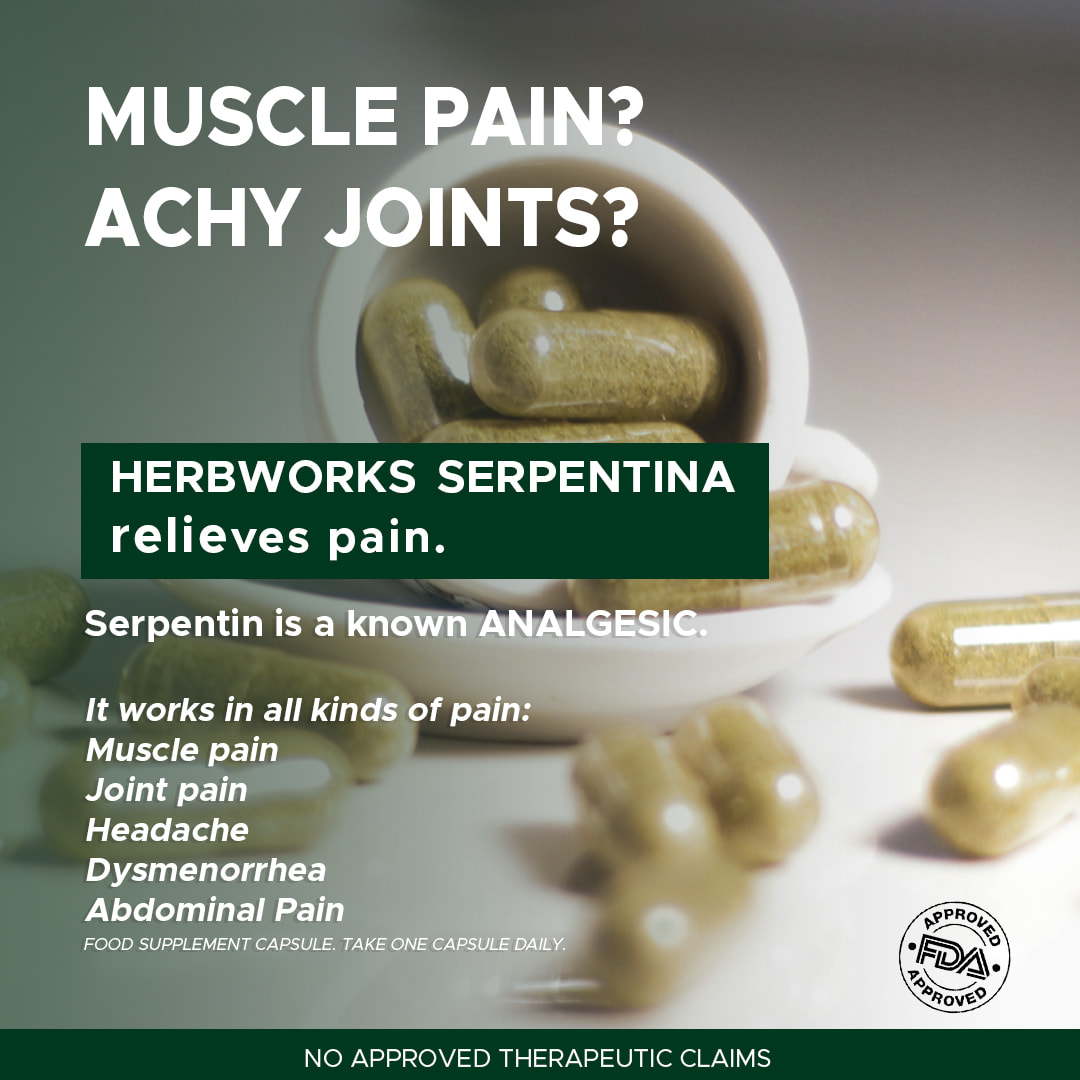 MUSCLE PAIN?
ACHY JOINTS?
HERBWORKS SERPENTINA
relieves pain.
Serpentin is a known ANALGESIC.
It works in all kinds of pain:
Muscle pain
Joint pain
Headache
Dysmenorrhea
Abdominal Pain
FOOD SUPPLEMENT CAPSULE. TAKE ONE CAPSULE DAILY.
APPROVED
FDA
APPROVED
NO APPROVED THERAPEUTIC CLAIMS